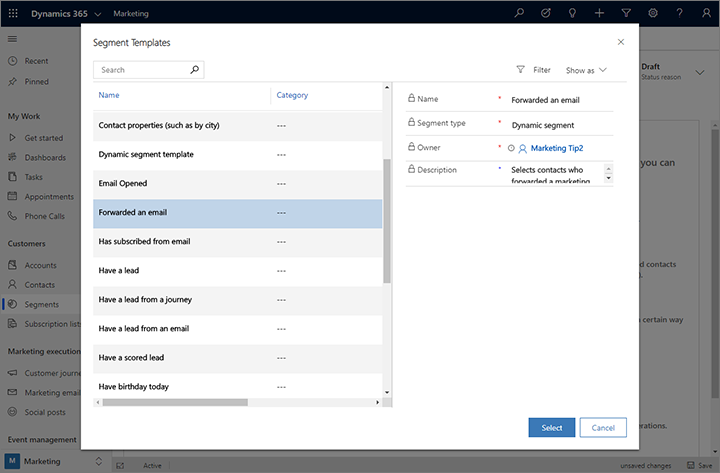 Dynamics 365 Marketing
Segment Templates
Search
Filter
Show as
Name Category
Contact properties (such as by city) ---
Dynamic segment template ---
Email Opened ---
Forwarded an email ---
Has subscribed from email ---
Have a lead ---
Have a lead from a journey ---
Have a lead from an email ---
Have a scored lead ---
Have birthday today ---
Name * Forwarded an email
Segment type * Dynamic segment
Owner * Marketing Tip2
Description * Selects contacts who
forwarded a marketing
Select
Cancel
Recent
Pinned
My Work
Get started
Dashboards
Tasks
Appointments
Phone Calls
Customers
Accounts
Contacts
Segments
Subscription lists
Marketing execution
Customer journe
Marketing email
Social posts
Event management
M Marketing
Draft
Status reason
you can
d contacts
).
certain way
erations.
Active
unsaved changes
Save